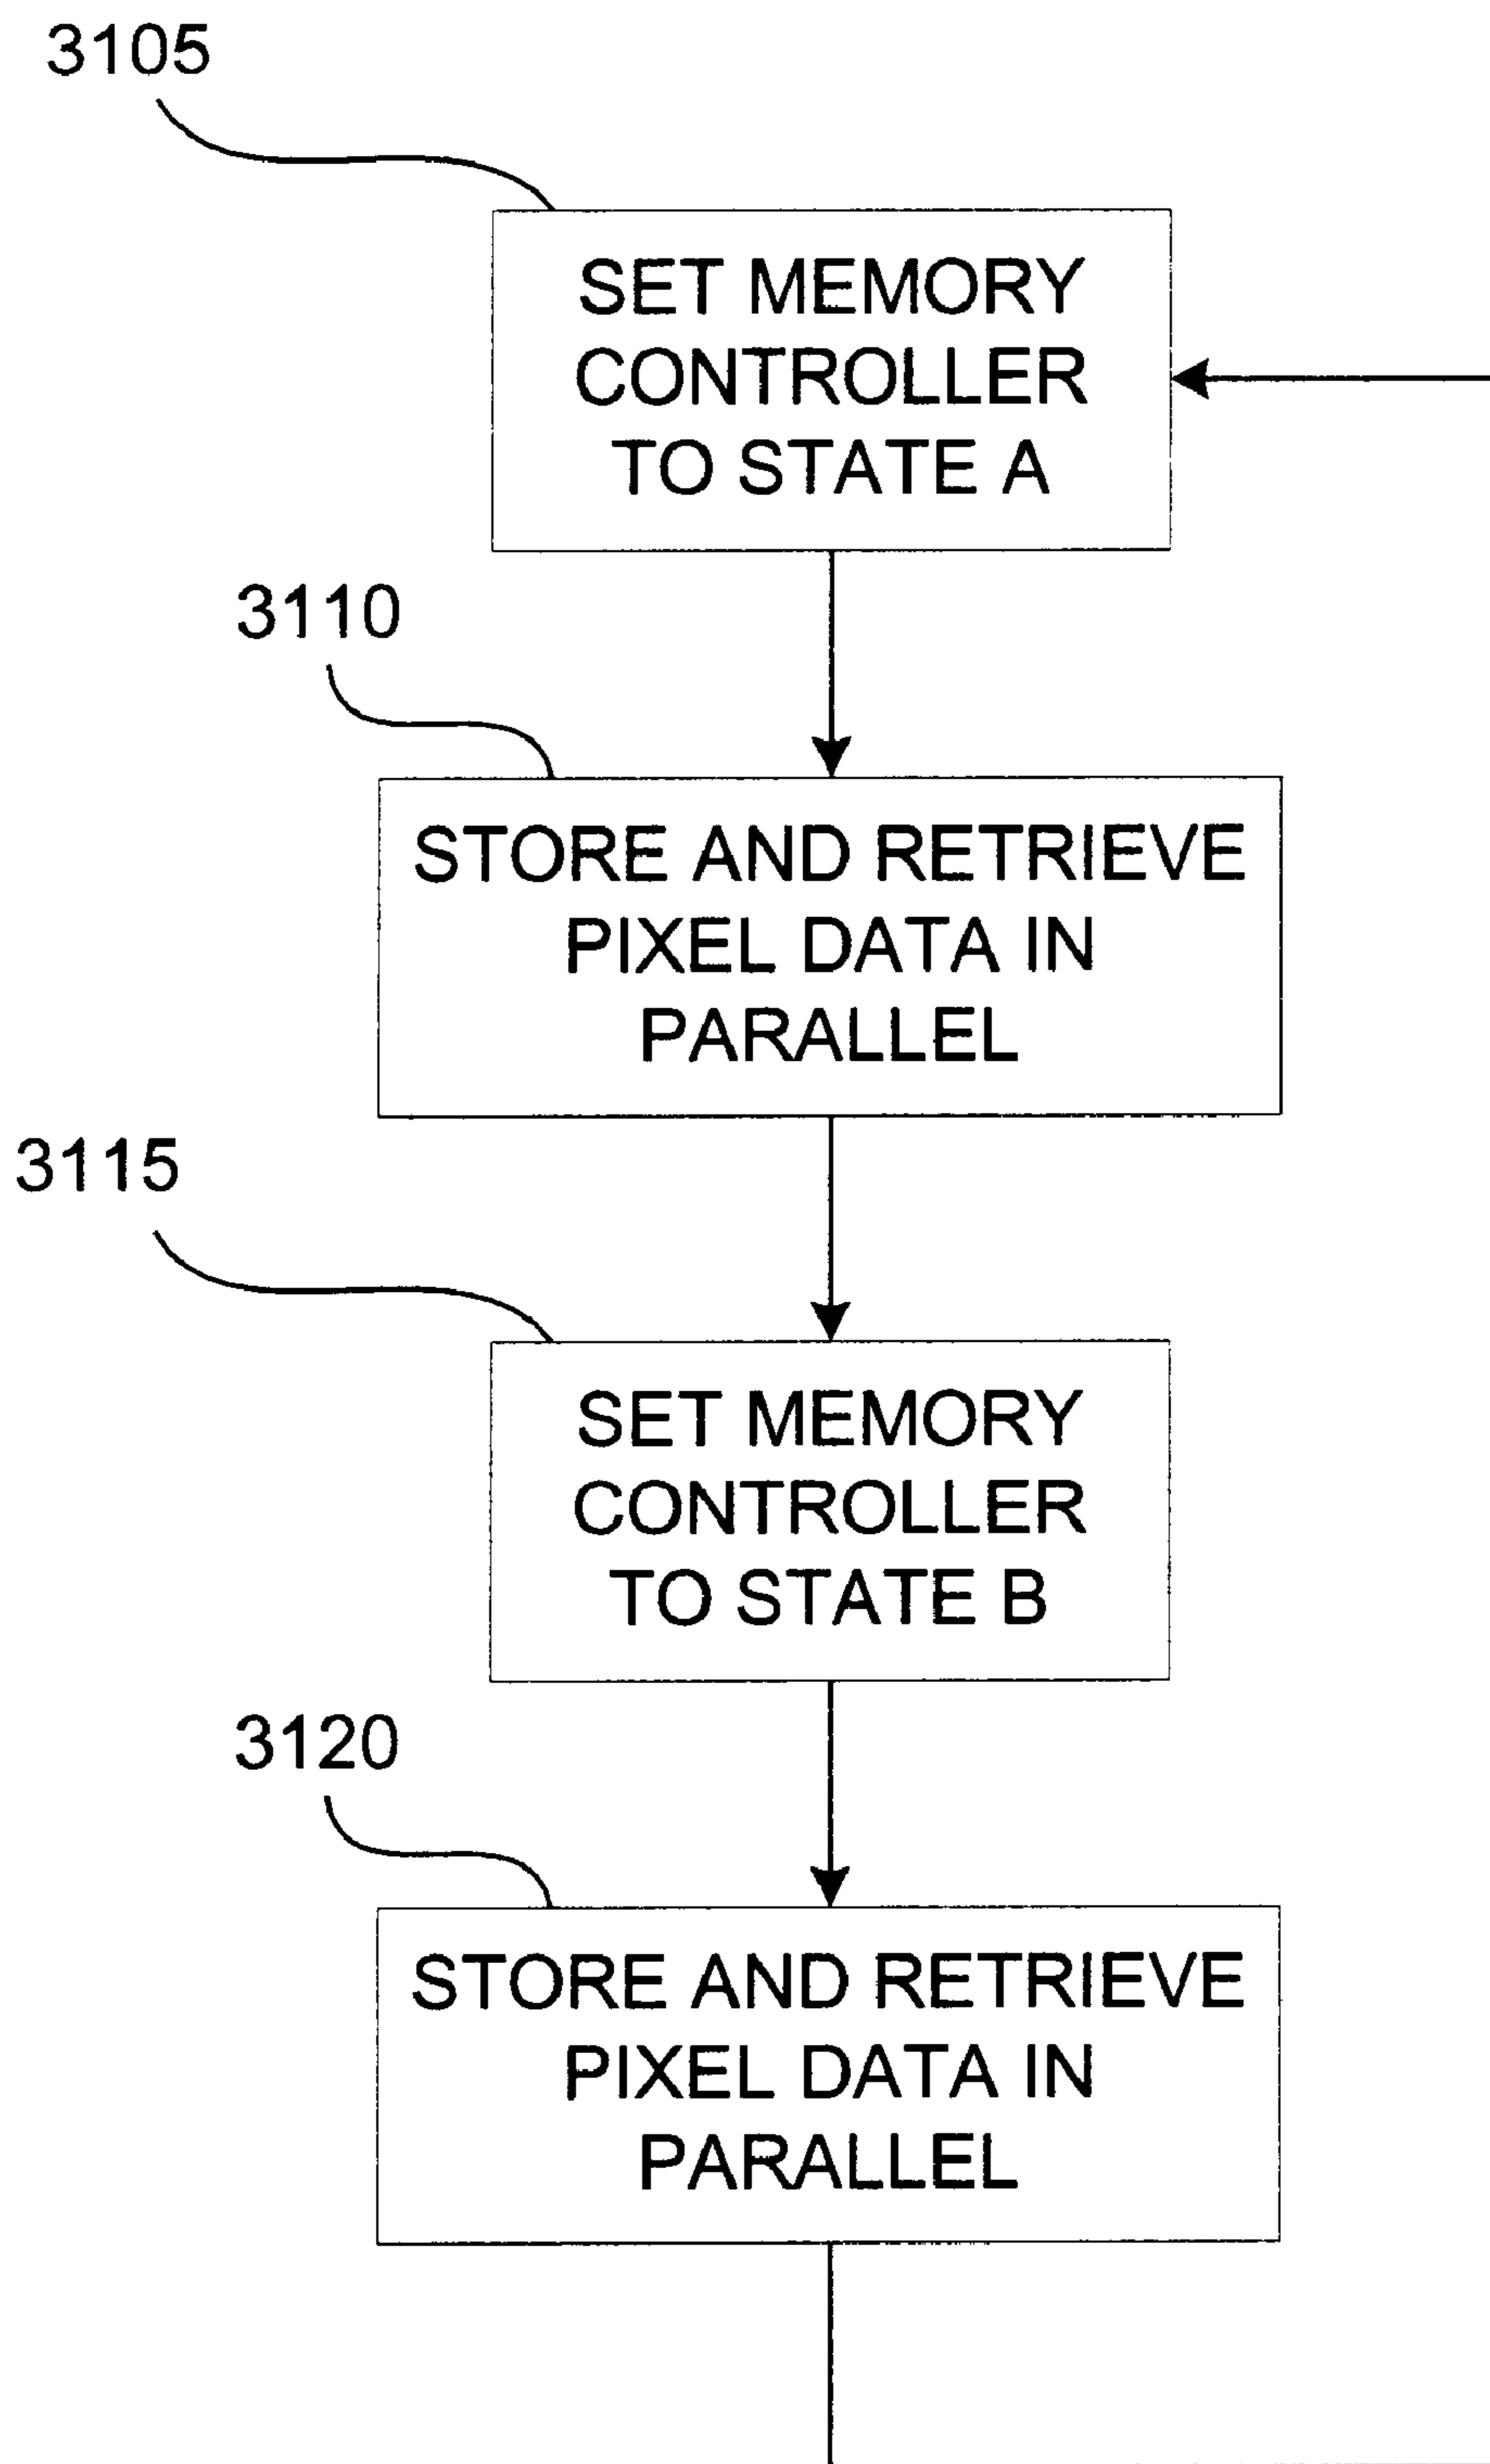 3105
SET MEMORY
CONTROLLER
TO STATE A
3110
STORE AND RETRIEVE
PIXEL DATA IN
PARALLEL
3115
SET MEMORY
CONTROLLER
TO STATE B
3120
STORE AND RETRIEVE
PIXEL DATA IN
PARALLEL